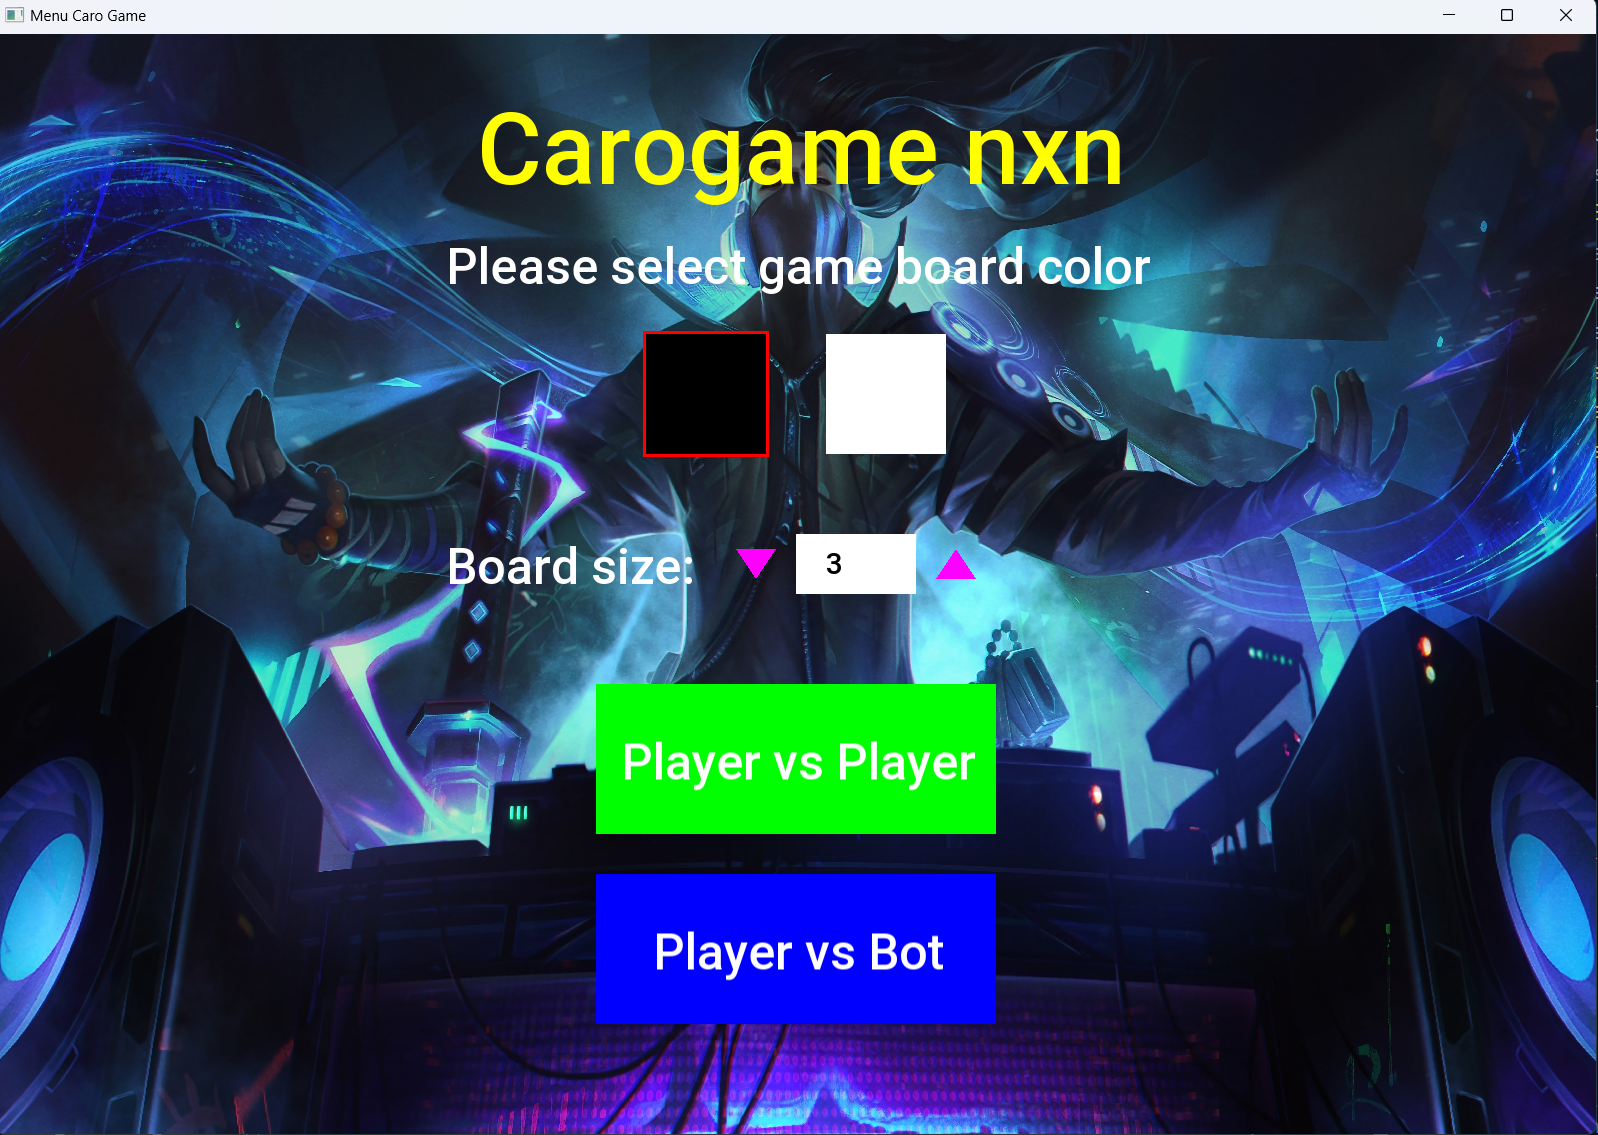 Menu Caro Game
Carogame nxn
Please select game board color
Board size:
3
Player vs Player
Player vs Bot